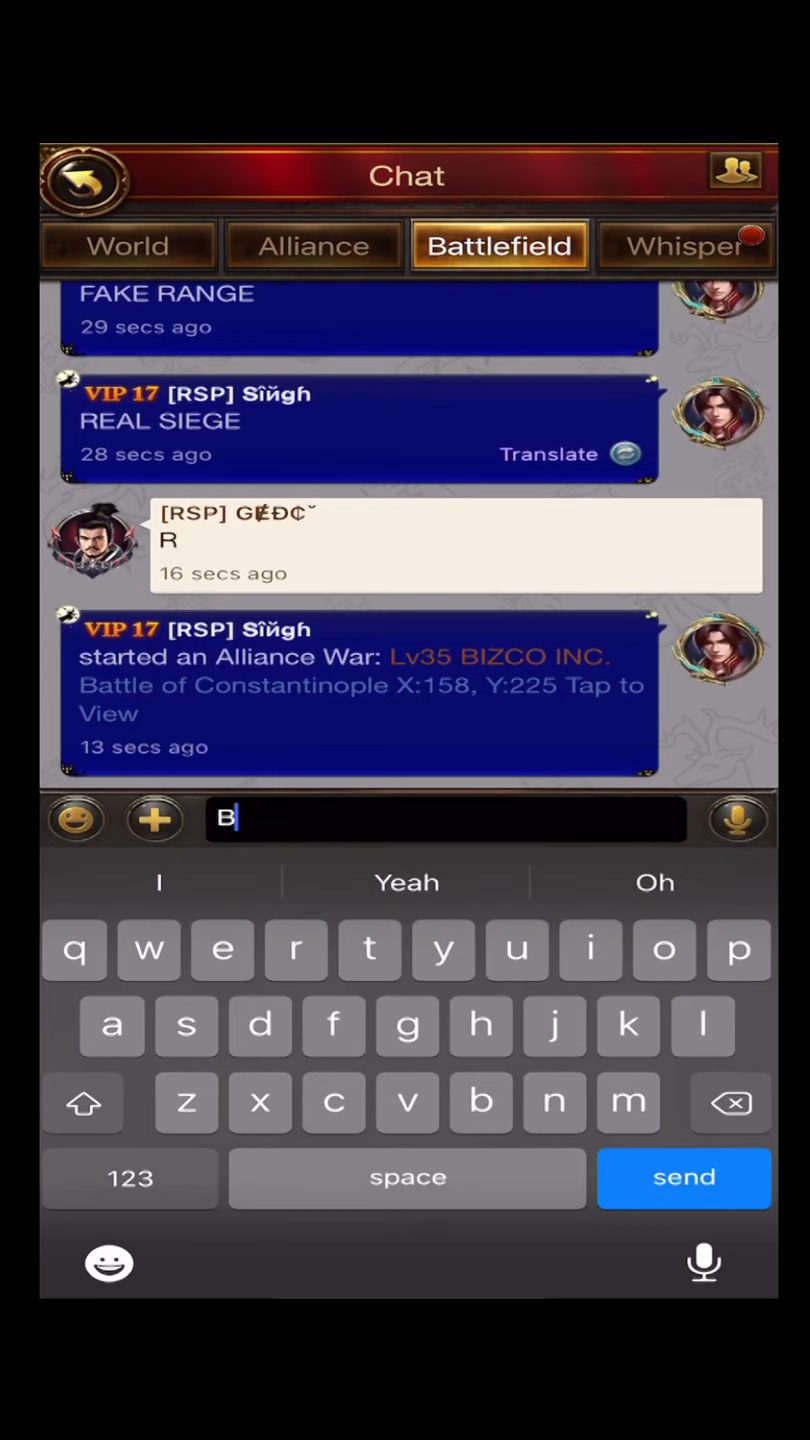 Chat
World Alliance Battlefield Whisper
FAKE RANGE
29 secs ago
VIP 17 [RSP] Sîйgɦ
REAL SIEGE
28 secs ago Translate
[RSP] GɆĐ₵˘
R
16 secs ago
VIP 17 [RSP] Sîйgɦ
started an Alliance War: Lv35 BIZCO INC.
Battle of Constantinople X:158, Y:225 Tap to
View
13 secs ago
B
I Yeah Oh
q w e r t y u i o p
a s d f g h j k l
z x c v b n m
123 space send